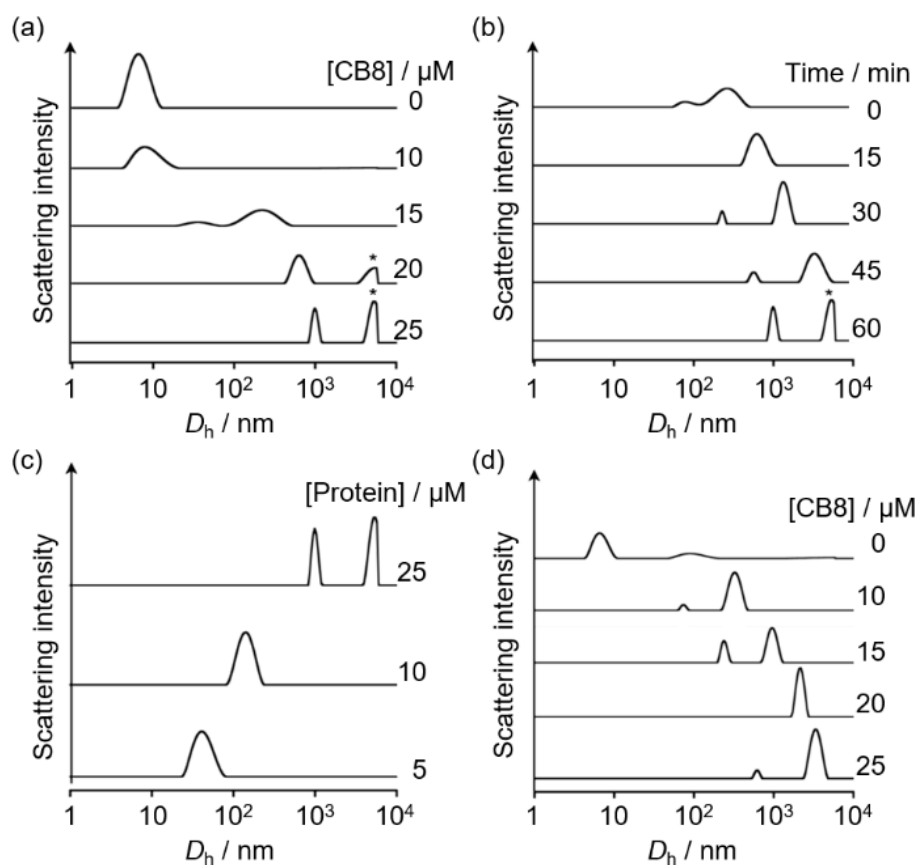 (a)
Scattering intensity
[CB8] / µM
0
10
15
*
20
*
25
1 10 10² 10³ 10⁴
Dₕ / nm
(b)
Scattering intensity
Time / min
0
15
30
45
*
60
1 10 10² 10³ 10⁴
Dₕ / nm
(c)
Scattering intensity
[Protein] / µM
25
10
5
1 10 10² 10³ 10⁴
Dₕ / nm
(d)
Scattering intensity
[CB8] / µM
0
10
15
20
25
1 10 10² 10³ 10⁴
Dₕ / nm